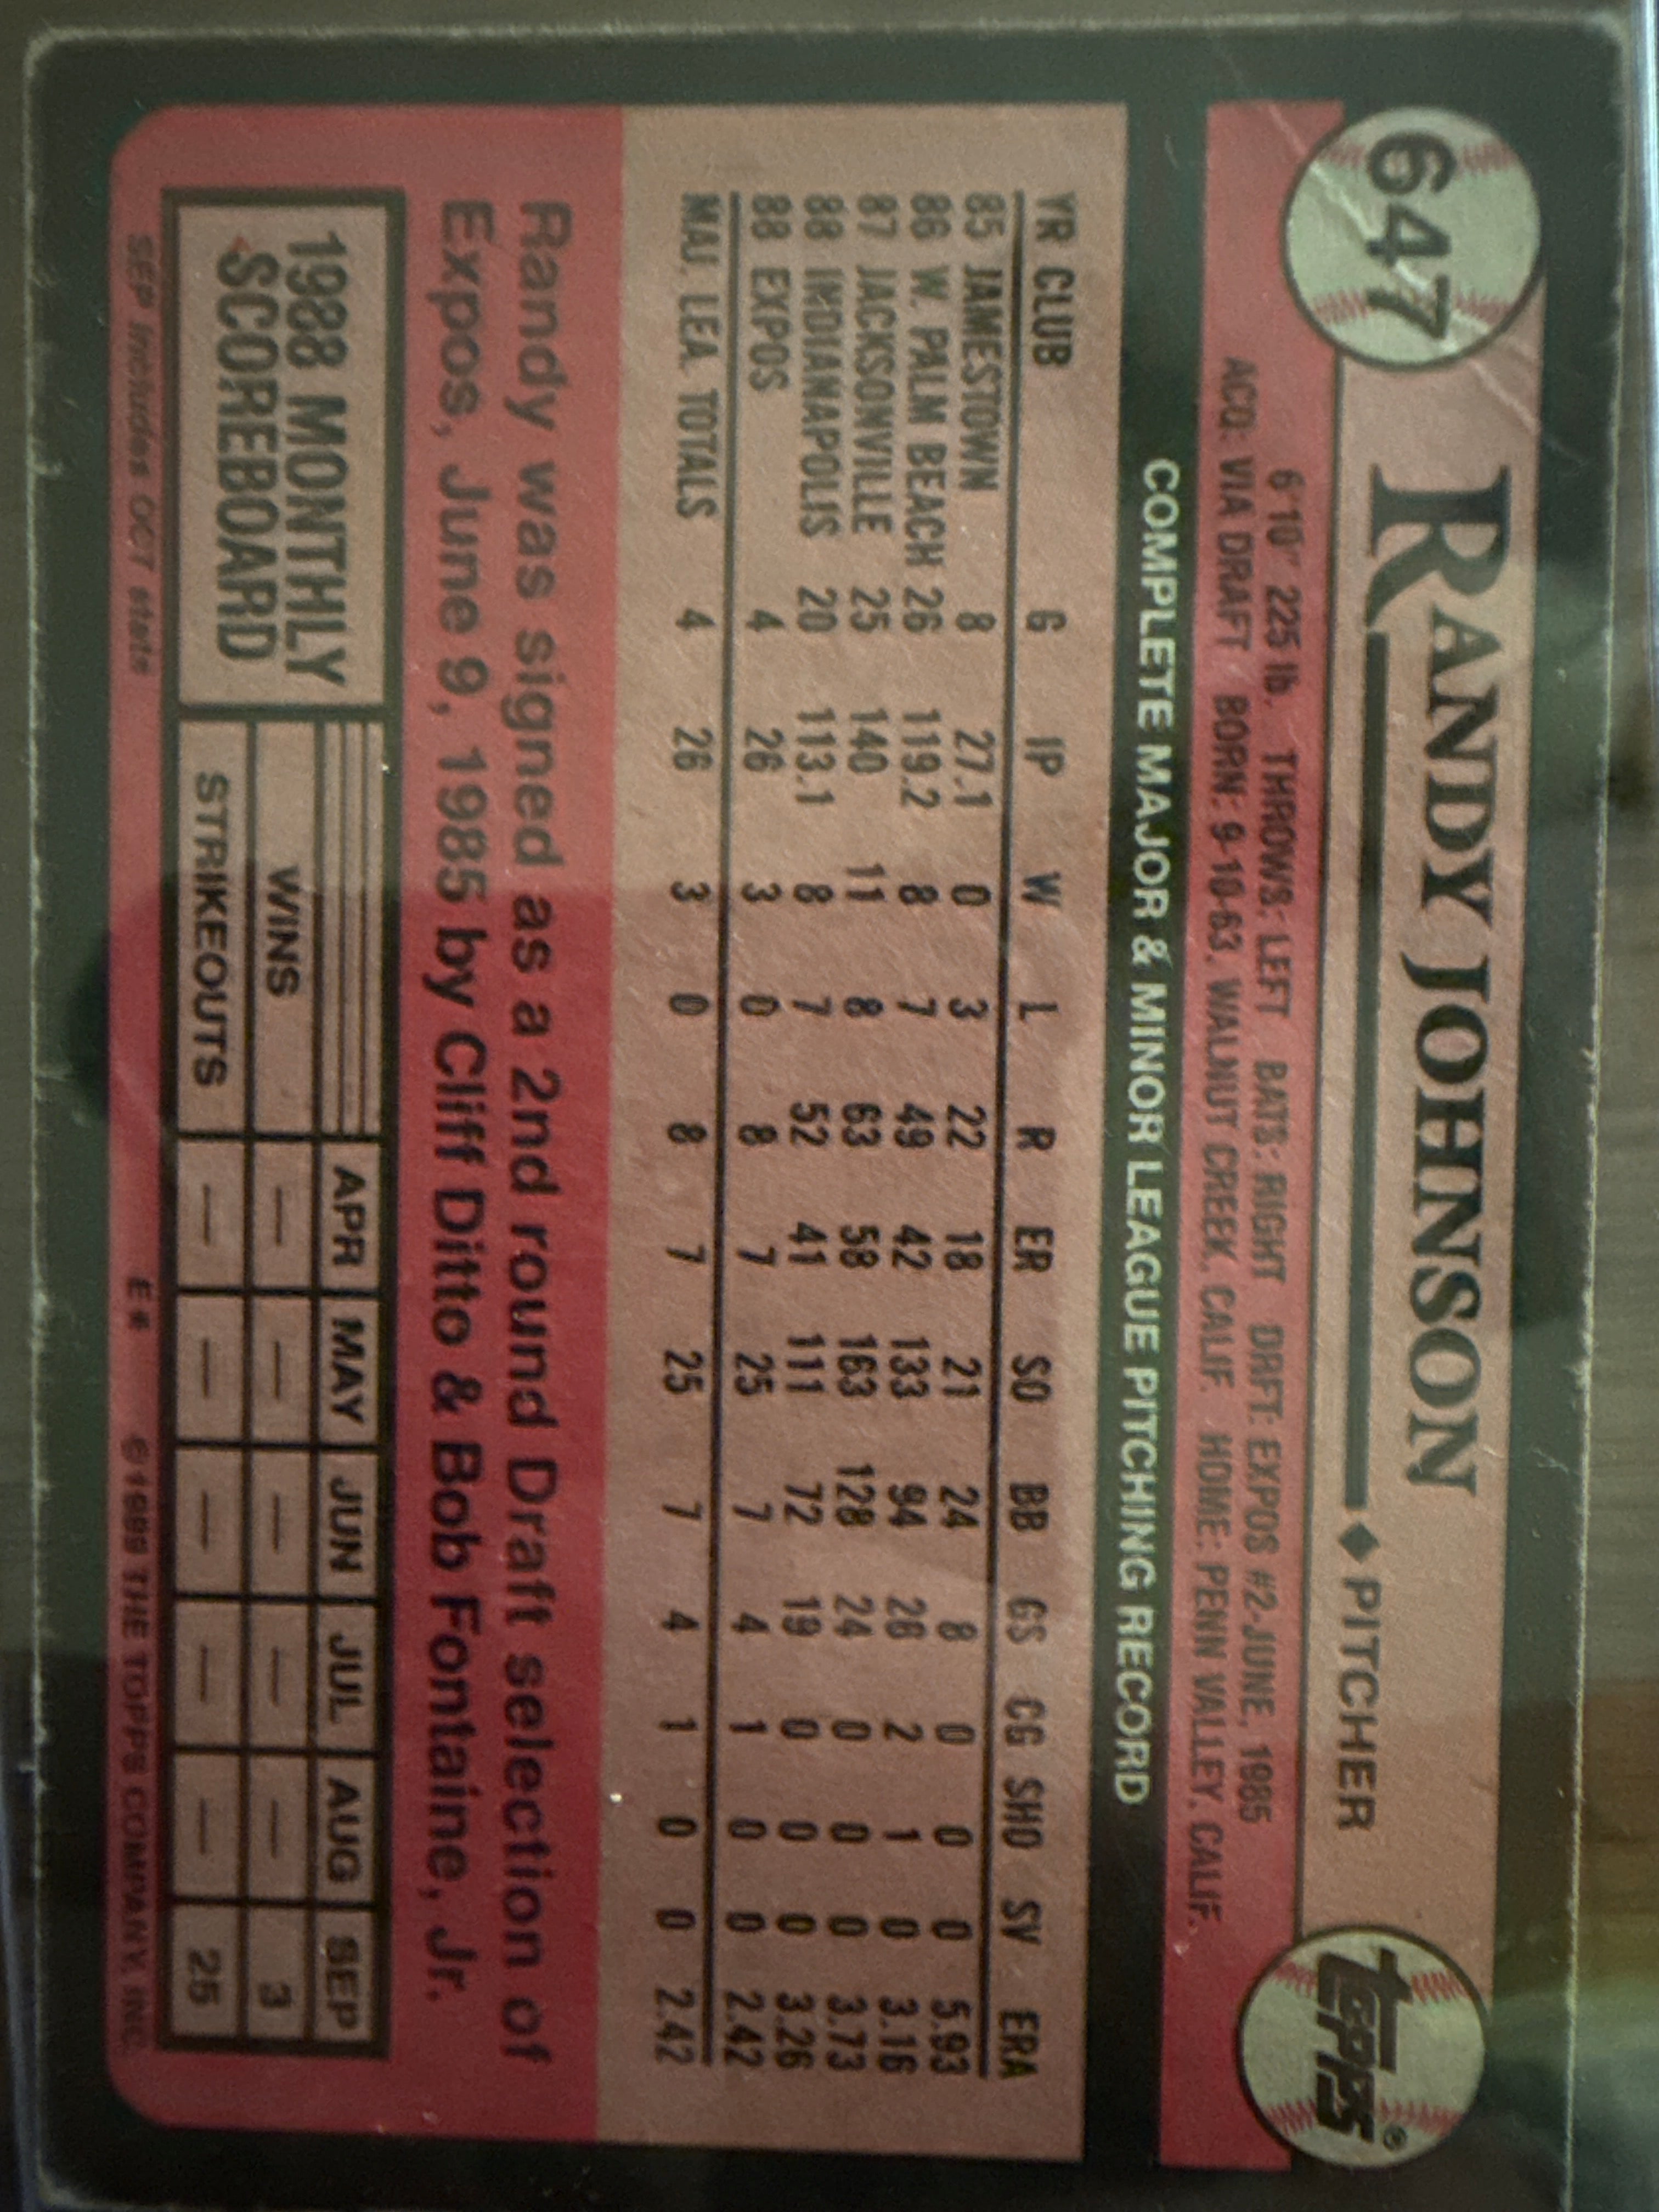 647
RANDY JOHNSON ◆ PITCHER
TOPPS®
6'10" 225 lb. THROWS: LEFT BATS: RIGHT DRFT: EXPOS #2-JUNE, 1985
ACQ: VIA DRAFT BORN: 9-10-63, WALNUT CREEK, CALIF. HOME: PENN VALLEY, CALIF.
COMPLETE MAJOR & MINOR LEAGUE PITCHING RECORD
YR CLUB G IP W L R ER SO BB GS CG SHO SV ERA
85 JAMESTOWN 8 27.1 0 3 22 18 21 24 8 0 0 0 5.93
86 W. PALM BEACH 26 119.2 8 7 49 42 133 94 26 2 1 0 3.16
87 JACKSONVILLE 25 140 11 8 63 58 163 128 24 0 0 0 3.73
88 INDIANAPOLIS 20 113.1 8 7 52 41 111 72 19 0 0 0 3.26
88 EXPOS 4 26 3 0 8 7 25 7 4 1 0 0 2.42
MAJ. LEA. TOTALS 4 26 3 0 8 7 25 7 4 1 0 0 2.42
Randy was signed as a 2nd round Draft selection of
Expos, June 9, 1985 by Cliff Ditto & Bob Fontaine, Jr.
1988 MONTHLY
SCOREBOARD
APR MAY JUN JUL AUG SEP
WINS — — — — — 3
STRIKEOUTS — — — — — 25
SEP includes OCT stats E* ©1989 THE TOPPS COMPANY, INC.